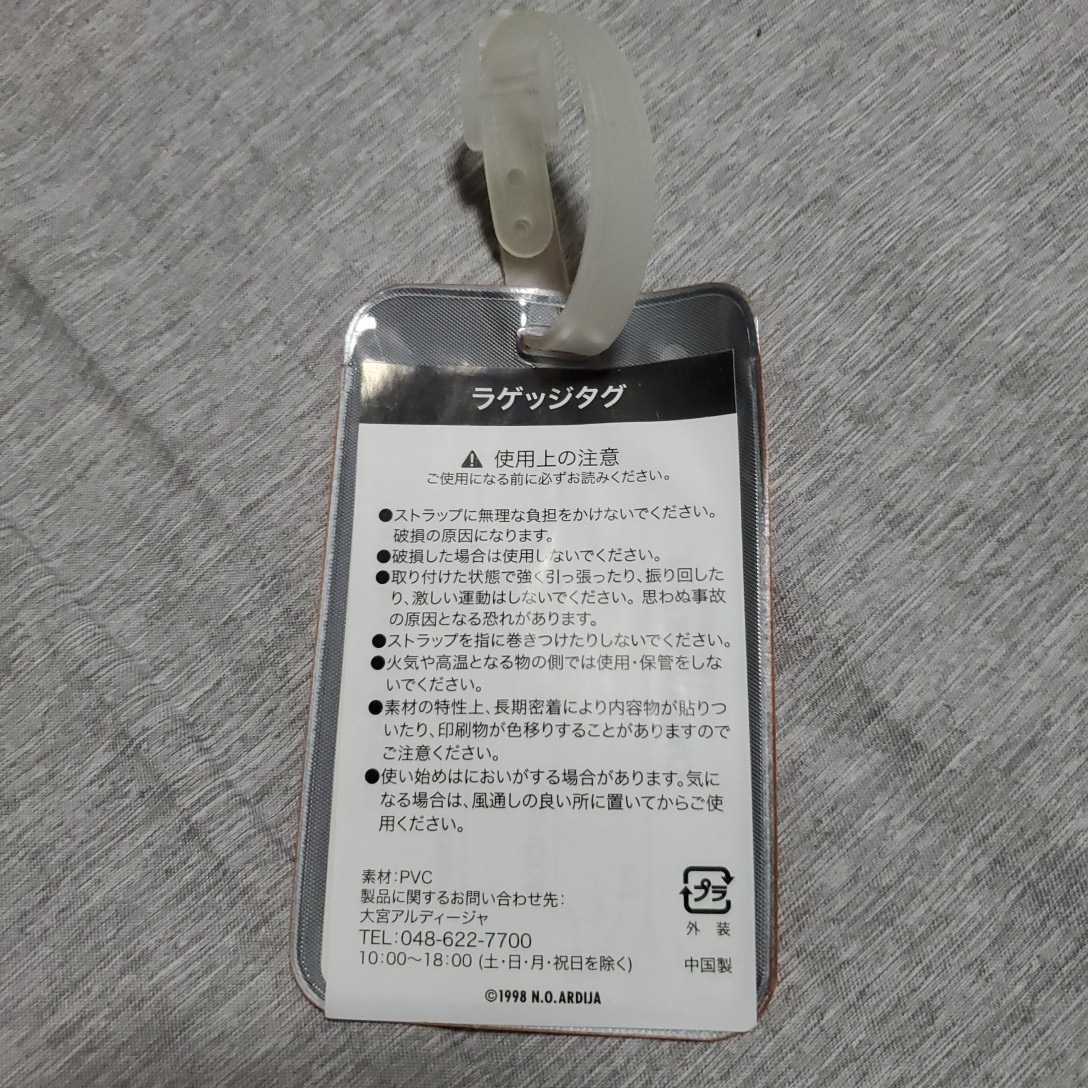 ラゲッジタグ
⚠ 使用上の注意
ご使用になる前に必ずお読みください。
●ストラップに無理な負担をかけないでください。
破損の原因になります。
●破損した場合は使用しないでください。
●取り付けた状態で強く引っ張ったり、振り回した
り、激しい運動はしないでください。思わぬ事故
の原因となる恐れがあります。
●ストラップを指に巻きつけたりしないでください。
●火気や高温となる物の側では使用・保管をしな
いでください。
●素材の特性上、長期密着により内容物が貼りつ
いたり、印刷物が色移りすることがありますので
ご注意ください。
●使い始めはにおいがする場合があります。気に
なる場合は、風通しの良い所に置いてからご使
用ください。
素材:PVC
製品に関するお問い合わせ先:
大宮アルディージャ
TEL:048-622-7700
10:00～18:00 (土・日・月・祝日を除く)
プラ
外装
中国製
©1998 N.O.ARDIJA